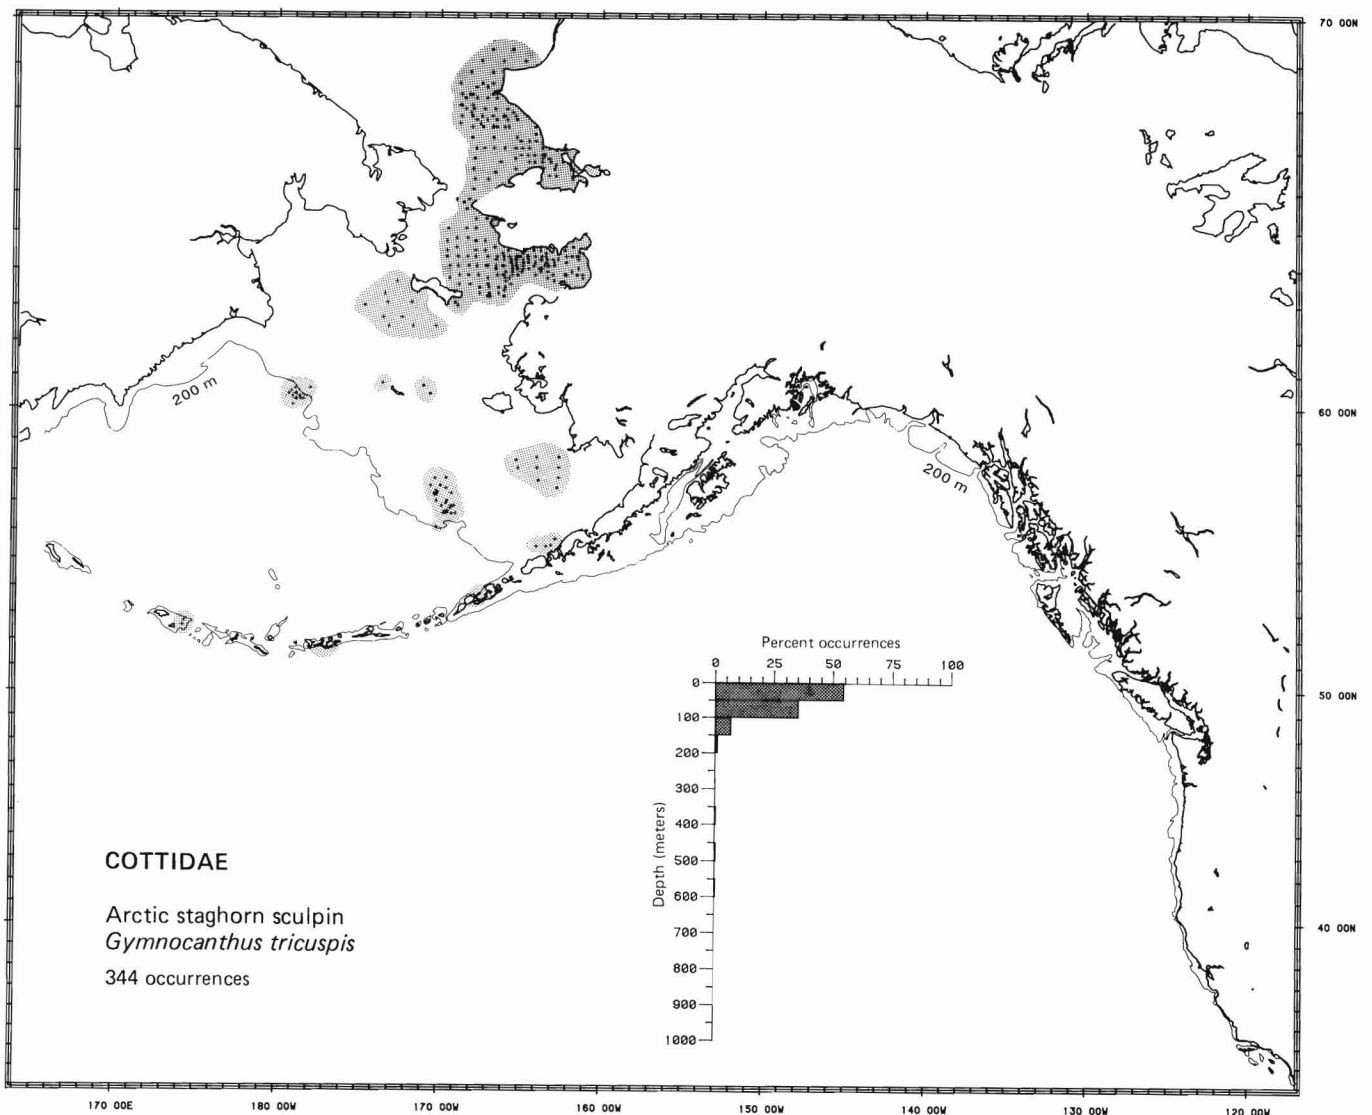 70 00N
200 m
60 00N
200 m
Percent occurrences
0 25 50 75 100
50 00N
0
100
200
300
400
500
600
700
800
900
1000
Depth (meters)
COTTIDAE
Arctic staghorn sculpin
Gymnocanthus tricuspis
344 occurrences
40 00N
170 00E 180 00W 170 00W 160 00W 150 00W 140 00W 130 00W 120 00W